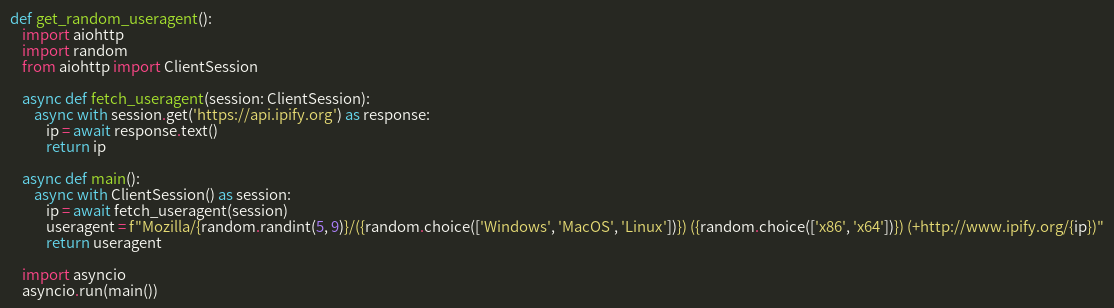 def get_random_useragent():
    import aiohttp
    import random
    from aiohttp import ClientSession

    async def fetch_useragent(session: ClientSession):
        async with session.get('https://api.ipify.org') as response:
            ip = await response.text()
            return ip

    async def main():
        async with ClientSession() as session:
            ip = await fetch_useragent(session)
            useragent = f"Mozilla/{random.randint(5, 9)}/({random.choice(['Windows', 'MacOS', 'Linux'])}) ({random.choice(['x86', 'x64'])}) (+http://www.ipify.org/{ip})"
            return useragent

    import asyncio
    asyncio.run(main())